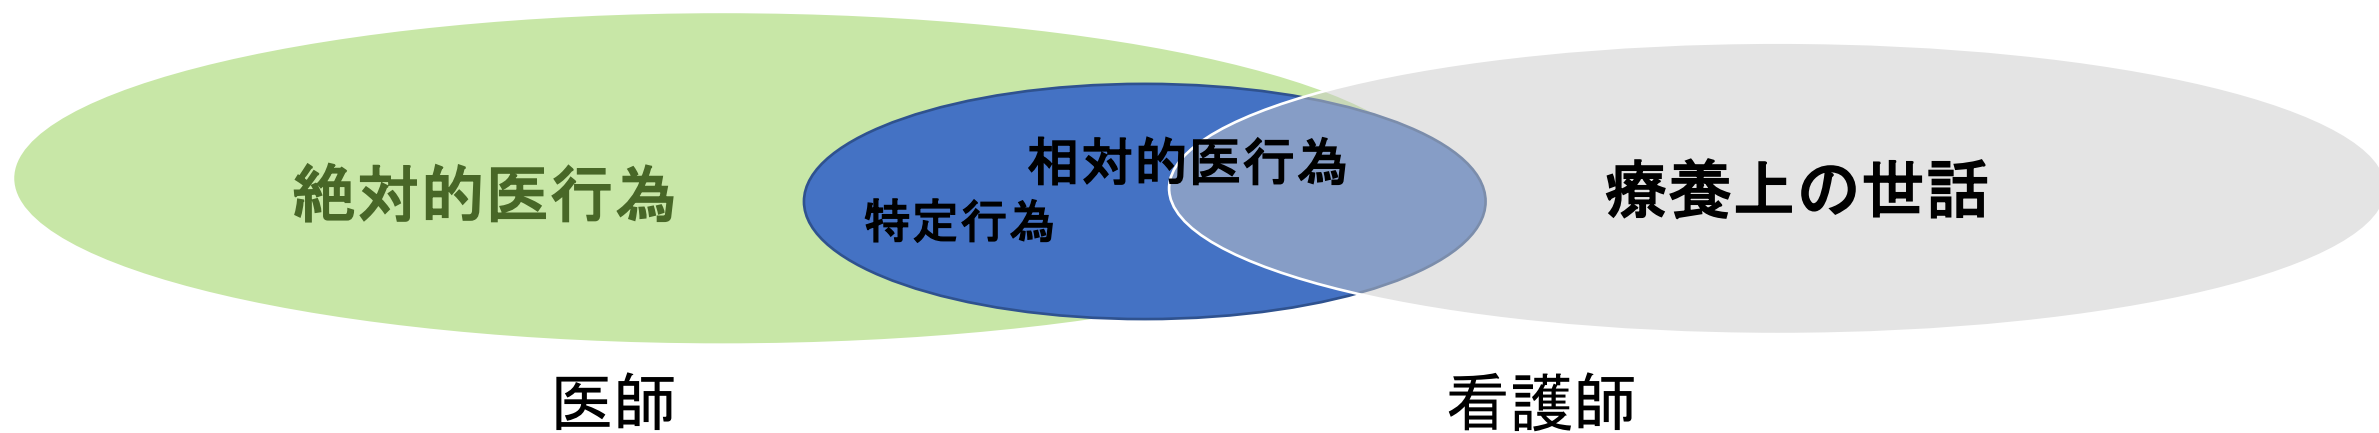 絶対的医行為
相対的医行為
特定行為
療養上の世話
医師
看護師